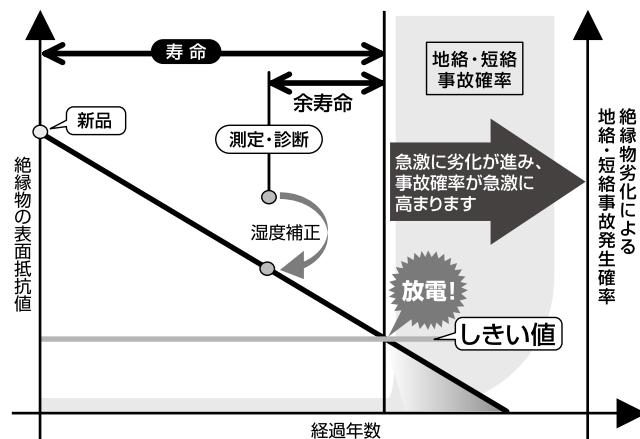 寿命
余寿命
地絡・短絡
事故確率
新品
測定・診断
急激に劣化が進み、
事故確率が急激に
高まります
湿度補正
放電!
しきい値
絶縁物の表面抵抗値
絶縁物劣化による
地絡・短絡事故発生確率
経過年数